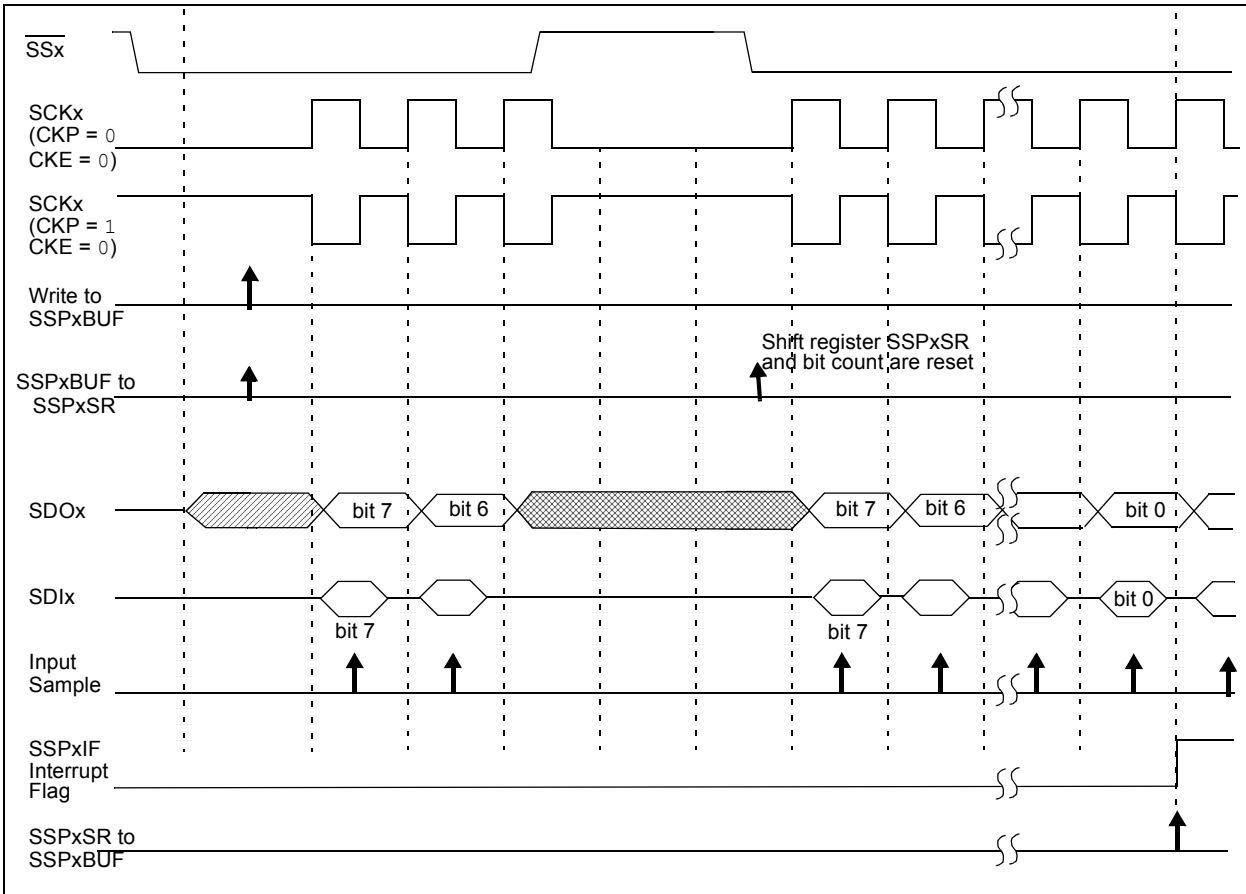 SSx
SCKx
(CKP = 0
CKE = 0)
SCKx
(CKP = 1
CKE = 0)
Write to
SSPxBUF
Shift register SSPxSR
and bit count are reset
SSPxBUF to
SSPxSR
SDOx
bit 7
bit 6
bit 7
bit 6
bit 0
SDIx
bit 0
bit 7
bit 7
Input
Sample
SSPxIF
Interrupt
Flag
SSPxSR to
SSPxBUF